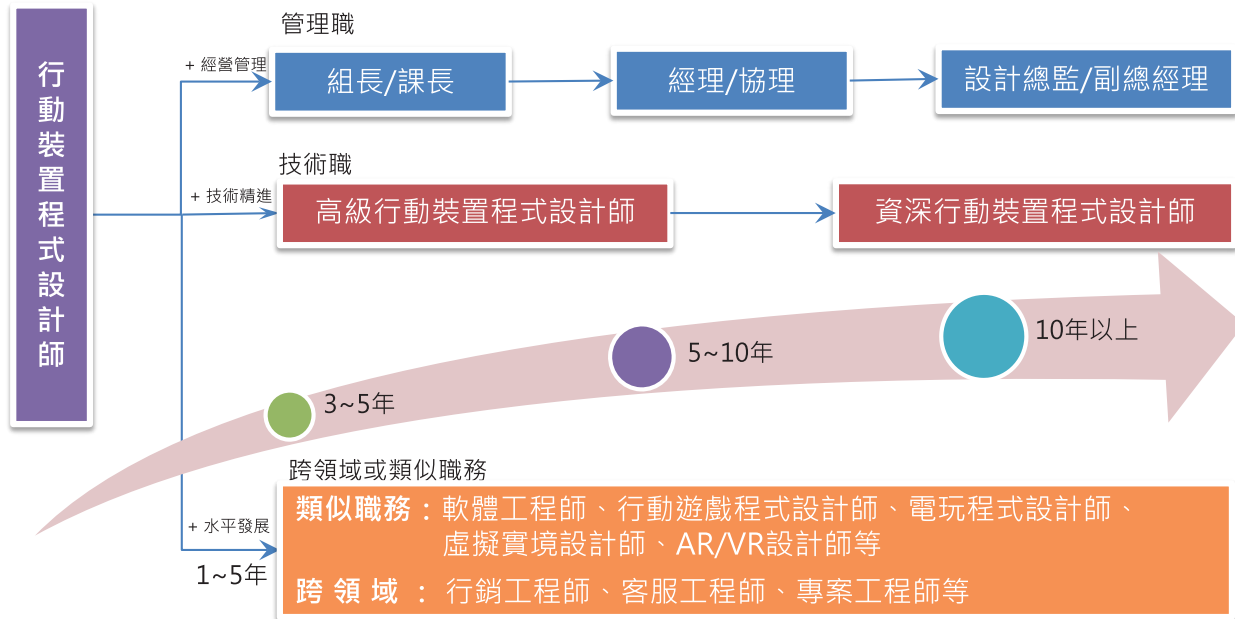 行動裝置程式設計師
管理職
+ 經營管理
組長/課長
經理/協理
設計總監/副總經理
技術職
+ 技術精進
高級行動裝置程式設計師
資深行動裝置程式設計師
3~5年
5~10年
10年以上
跨領域或類似職務
+ 水平發展
1~5年
類似職務：軟體工程師、行動遊戲程式設計師、電玩程式設計師、
虛擬實境設計師、AR/VR設計師等
跨 領 域 ： 行銷工程師、客服工程師、專案工程師等